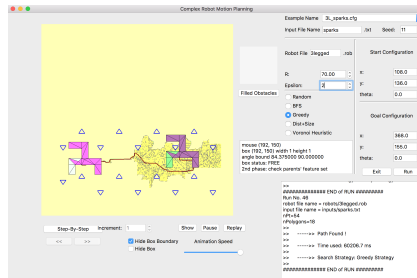 Complex Robot Motion Planning
Example Name 3L_sparks.cfg
Input File Name sparks .txt Seed: 11
Robot File 3legged .rob
R: 70.00
Epsilon: 3
Random
BFS
Greedy
Dist+Size
Voronoi Heuristic
Filled Obstacles
Start Configuration
x: 108.0
y: 136.0
theta: 0.0
Goal Configuration
x: 368.0
y: 155.0
theta: 0.0
Exit Run
mouse (192, 150)
box (192, 150) width 1 height 1
angle bound 84.375000 90.000000
box status: FREE
2nd phase: check parents' feature set
>>
############### END of RUN ##########
Run No. 46
robot file name = robots/3legged.rob
input file name = inputs/sparks.txt
nPt=54
nPolygons=18
>>
>> ----->> Path Found !
>>
>> ----->> Time used: 60206.7 ms
>>
>> ----->> Search Strategy: Greedy Strategy
>>
############### END of RUN ##########
Step-By-Step Increment: 1 Show Pause Replay
<< >> Hide Box Boundary Animation Speed
Hide Box